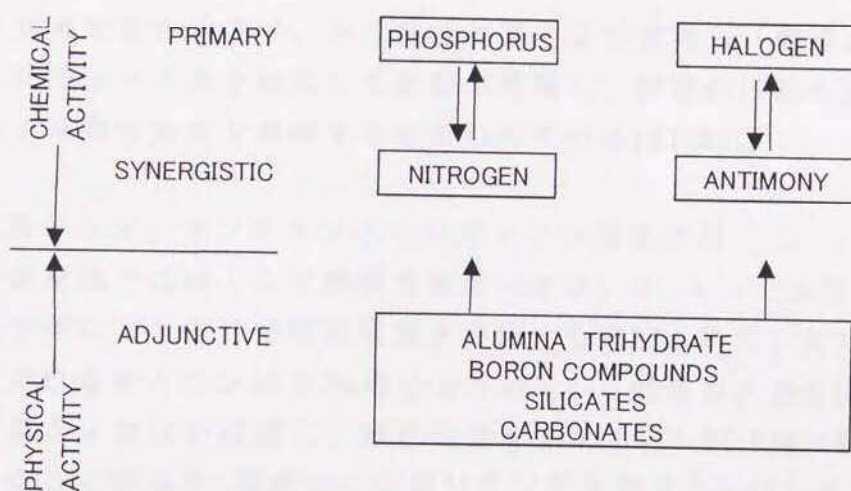 CHEMICAL
ACTIVITY
PRIMARY
PHOSPHORUS
HALOGEN
SYNERGISTIC
NITROGEN
ANTIMONY
PHYSICAL
ACTIVITY
ADJUNCTIVE
ALUMINA TRIHYDRATE
BORON COMPOUNDS
SILICATES
CARBONATES